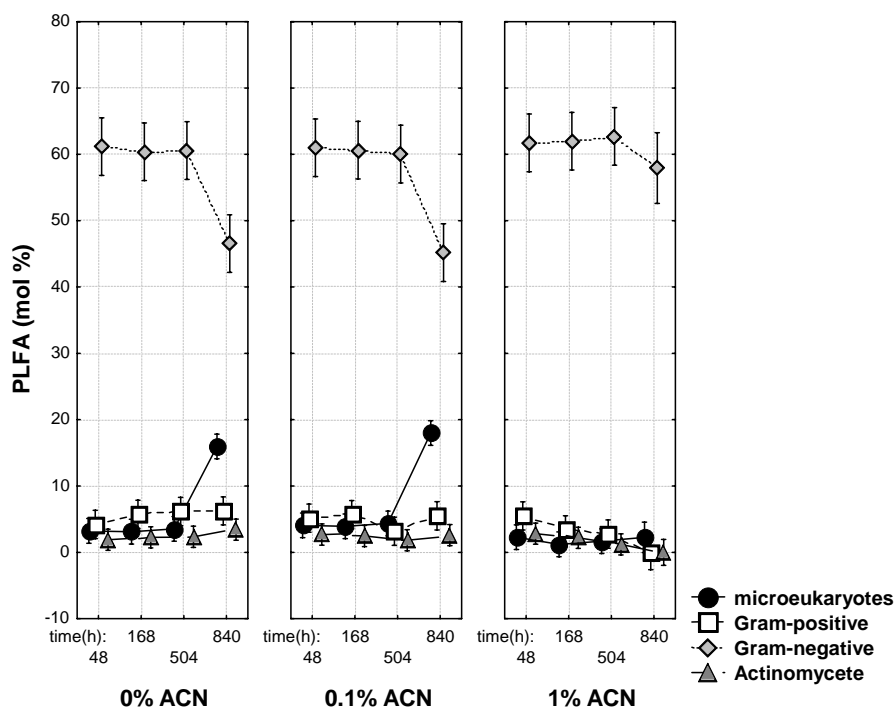 80
70
60
50
40
30
20
10
0
-10
PLFA (mol %)
time(h): 168 840
48 504
time(h): 168 840
48 504
time(h): 168 840
48 504
0% ACN
0.1% ACN
1% ACN
microeukaryotes
Gram-positive
Gram-negative
Actinomycete